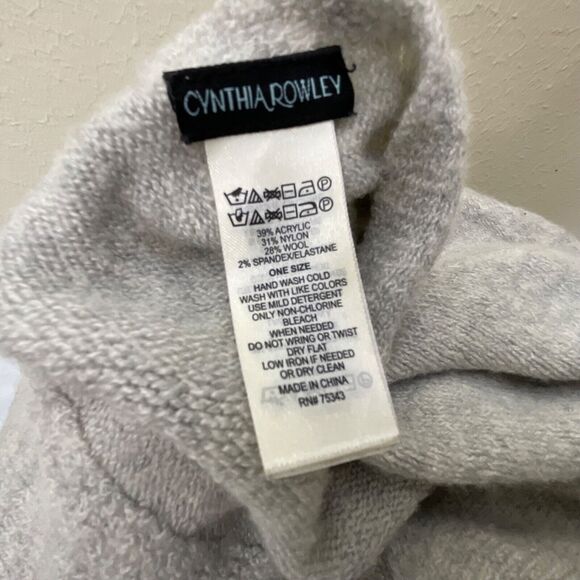 CYNTHIA ROWLEY
39% ACRYLIC
31% NYLON
28% WOOL
2% SPANDEX/ELASTANE
ONE SIZE
HAND WASH COLD
WASH WITH LIKE COLORS
USE MILD DETERGENT
ONLY NON-CHLORINE
BLEACH
WHEN NEEDED
DO NOT WRING OR TWIST
DRY FLAT
LOW IRON IF NEEDED
OR DRY CLEAN
MADE IN CHINA
RN# 75343